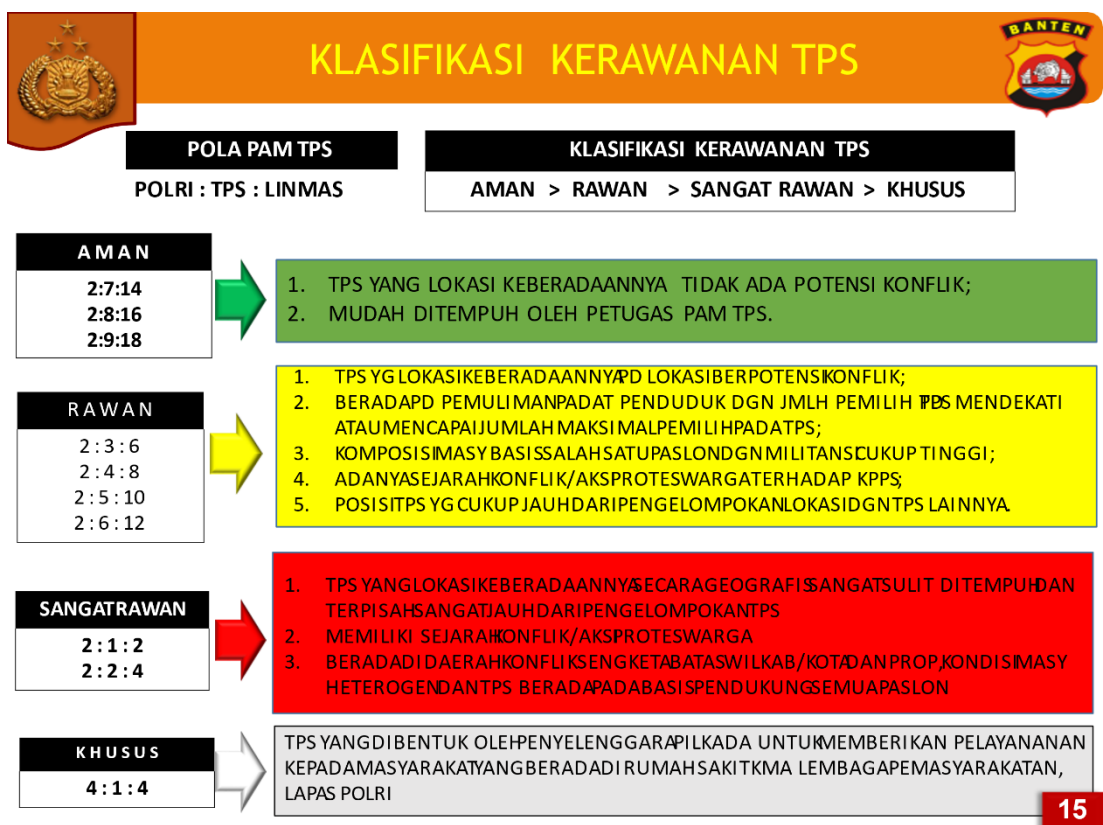 KLASIFIKASI KERAWANAN TPS
BANTEN
POLA PAM TPS
POLRI : TPS : LINMAS
KLASIFIKASI KERAWANAN TPS
AMAN > RAWAN > SANGAT RAWAN > KHUSUS
A M A N
2:7:14
2:8:16
2:9:18
1. TPS YANG LOKASI KEBERADAANNYA TIDAK ADA POTENSI KONFLIK;
2. MUDAH DITEMPUH OLEH PETUGAS PAM TPS.
R A W A N
2 : 3 : 6
2 : 4 : 8
2 : 5 : 10
2 : 6 : 12
1. TPS YG LOKASI KEBERADAANNYA PD LOKASI BERPOTENSI KONFLIK;
2. BERADA PD PEMULIMAN PADAT PENDUDUK DGN JMLH PEMILIH TPS MENDEKATI
ATAU MENCAPAI JUMLAH MAKSIMAL PEMILIH PADA TPS;
3. KOMPOSISI MASY BASIS SALAH SATU PASLON DGN MILITANSI CUKUP TINGGI;
4. ADANYA SEJARAH KONFLIK/AKSI PROTES WARGA TERHADAP KPPS;
5. POSISI TPS YG CUKUP JAUH DARI PENGELOMPOKAN LOKASI DGN TPS LAINNYA.
SANGAT RAWAN
2 : 1 : 2
2 : 2 : 4
1. TPS YANG LOKASI KEBERADAANNYA SECARA GEOGRAFIS SANGAT SULIT DITEMPUH DAN
TERPISAH SANGAT JAUH DARI PENGELOMPOKAN TPS
2. MEMILIKI SEJARAH KONFLIK/AKSI PROTES WARGA
3. BERADA DI DAERAH KONFLIK SENGKETA BATAS WIL KAB/KOTA DAN PROP, KONDISI MASY
HETEROGEN DAN TPS BERADA PADA BASIS PENDUKUNG SEMUA PASLON
K H U S U S
4 : 1 : 4
TPS YANG DIBENTUK OLEH PENYELENGGARA PILKADA UNTUK MEMBERIKAN PELAYANANAN
KEPADA MASYARAKAT YANG BERADA DI RUMAH SAKIT KMA LEMBAGA PEMASYARAKATAN,
LAPAS POLRI
15